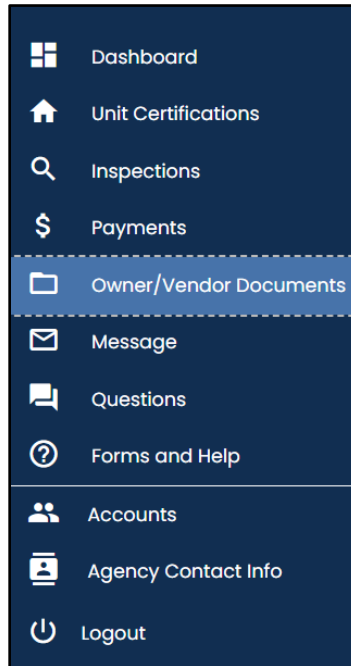 Dashboard
Unit Certifications
Inspections
Payments
Owner/Vendor Documents
Message
Questions
Forms and Help
Accounts
Agency Contact Info
Logout